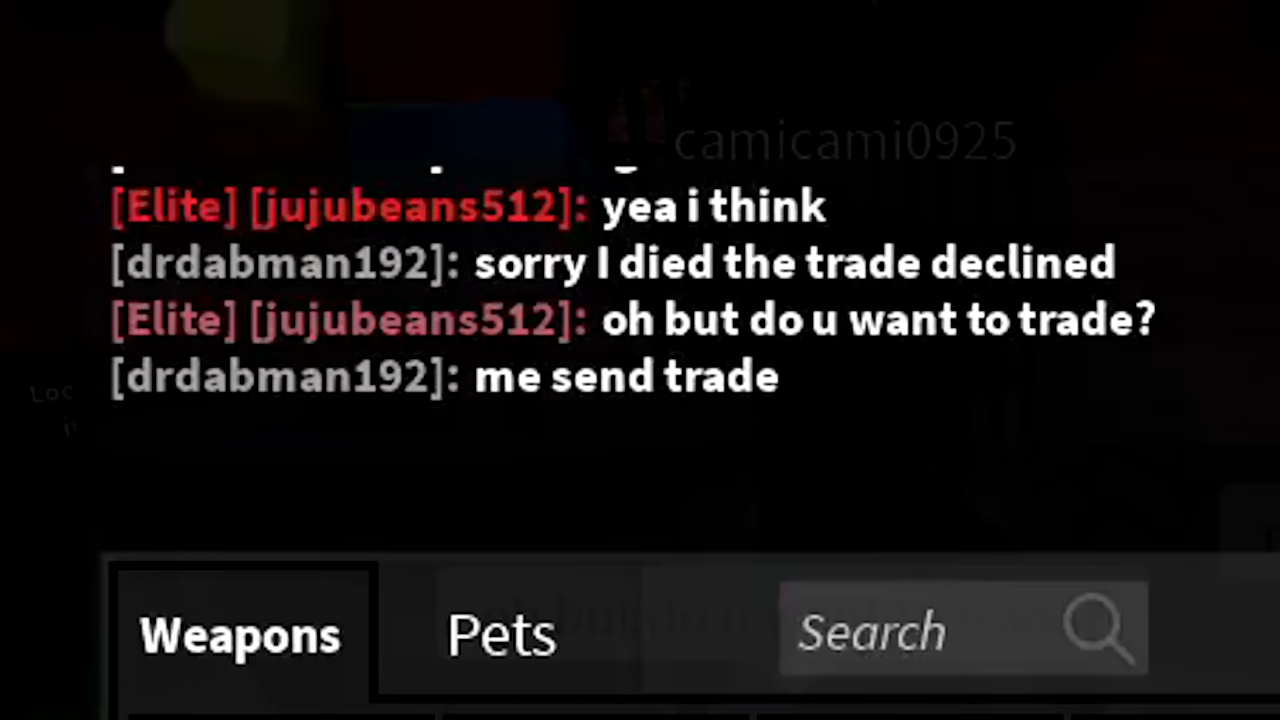 camicami0925
[Elite] [jujubeans512]: yea i think
[drdabman192]: sorry I died the trade declined
[Elite] [jujubeans512]: oh but do u want to trade?
[drdabman192]: me send trade
Loc
Weapons Pets Search